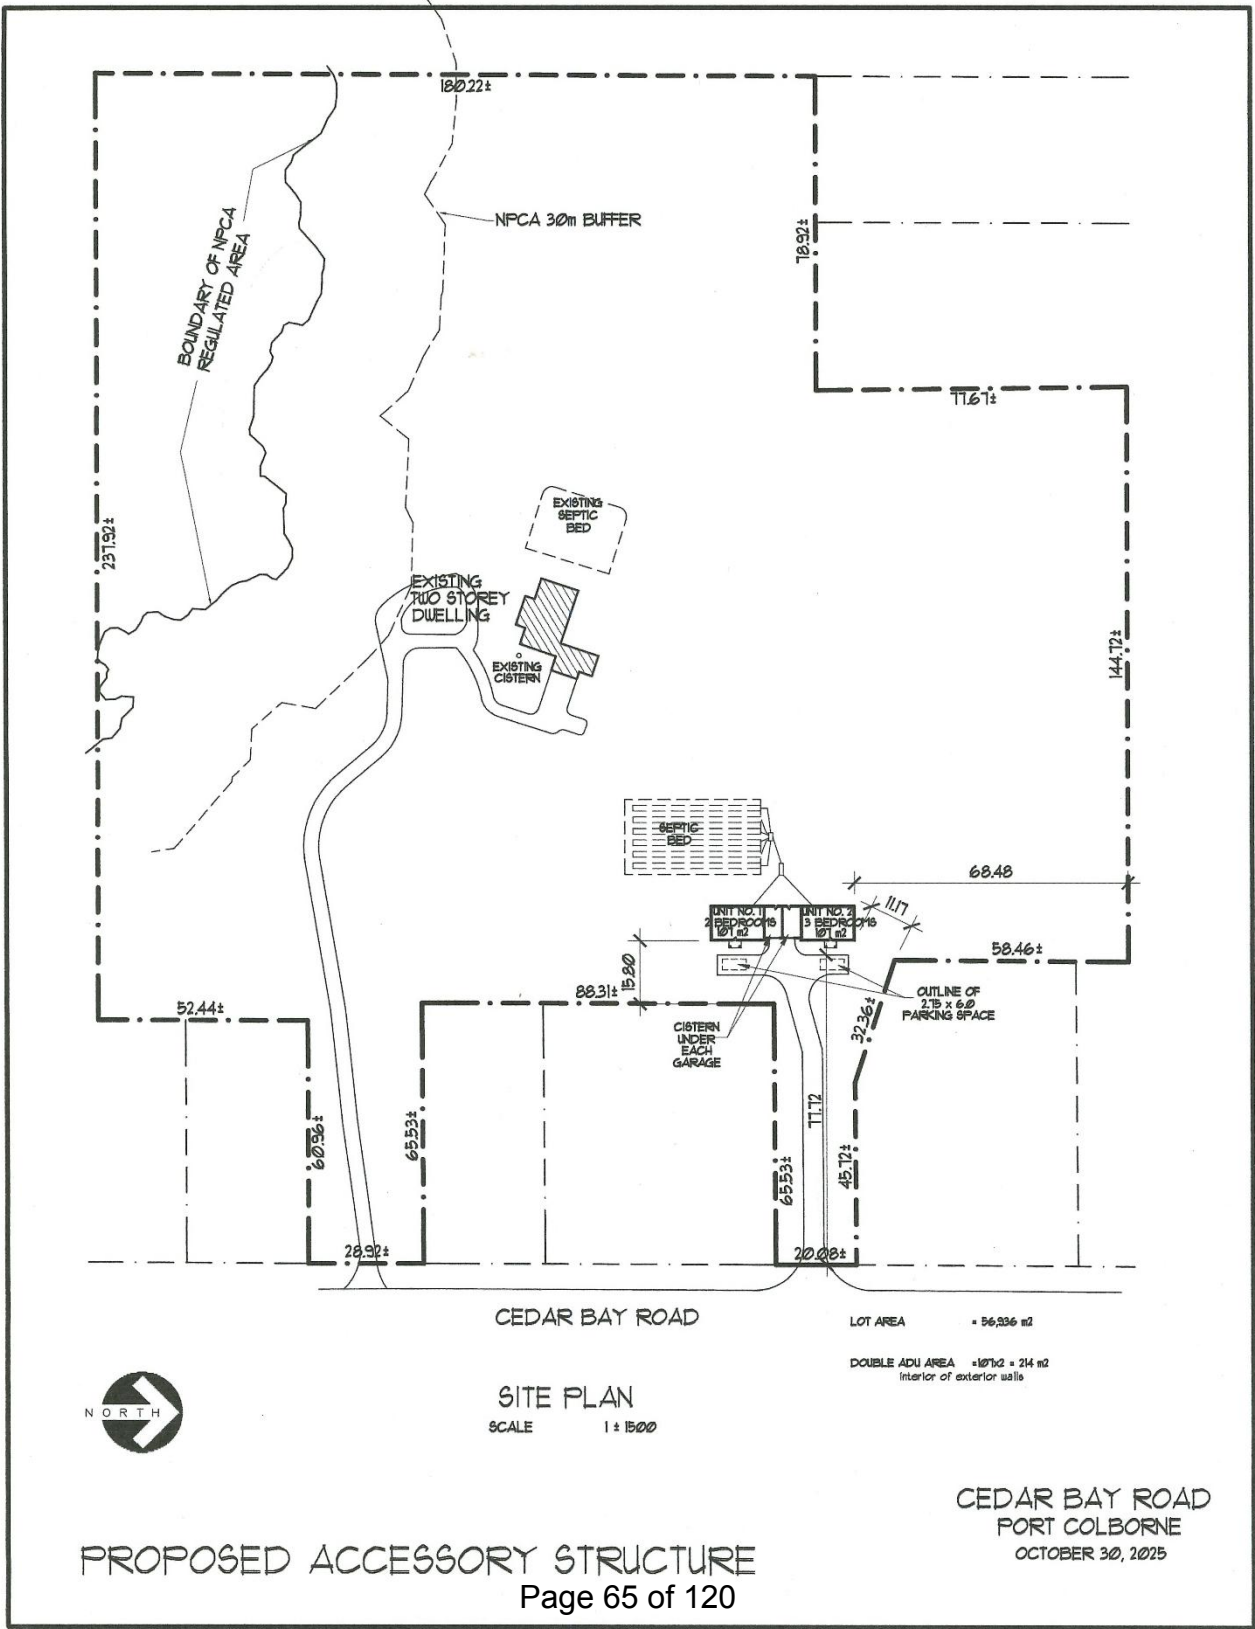 180.22±
NPCA 30m BUFFER
78.92±
BOUNDARY OF NPCA
REGULATED AREA
77.67±
EXISTING
SEPTIC
BED
237.92±
EXISTING
TWO STOREY
DWELLING
144.72±
EXISTING
CISTERN
SEPTIC
BED
68.48
UNIT NO. 1
2 BEDROOMS
107 m2
UNIT NO. 2
3 BEDROOMS
107 m2
11.17
15.80
58.46±
88.31±
52.44±
OUTLINE OF
2.75 x 6.0
PARKING SPACE
32.36±
CISTERN
UNDER
EACH
GARAGE
60.96±
65.53±
77.72
65.53±
45.72±
28.92±
20.08±
CEDAR BAY ROAD
LOT AREA = 56,936 m2
DOUBLE ADU AREA =107x2 = 214 m2
interior of exterior walls
NORTH
SITE PLAN
SCALE 1 : 1500
CEDAR BAY ROAD
PORT COLBORNE
OCTOBER 30, 2025
PROPOSED ACCESSORY STRUCTURE
Page 65 of 120